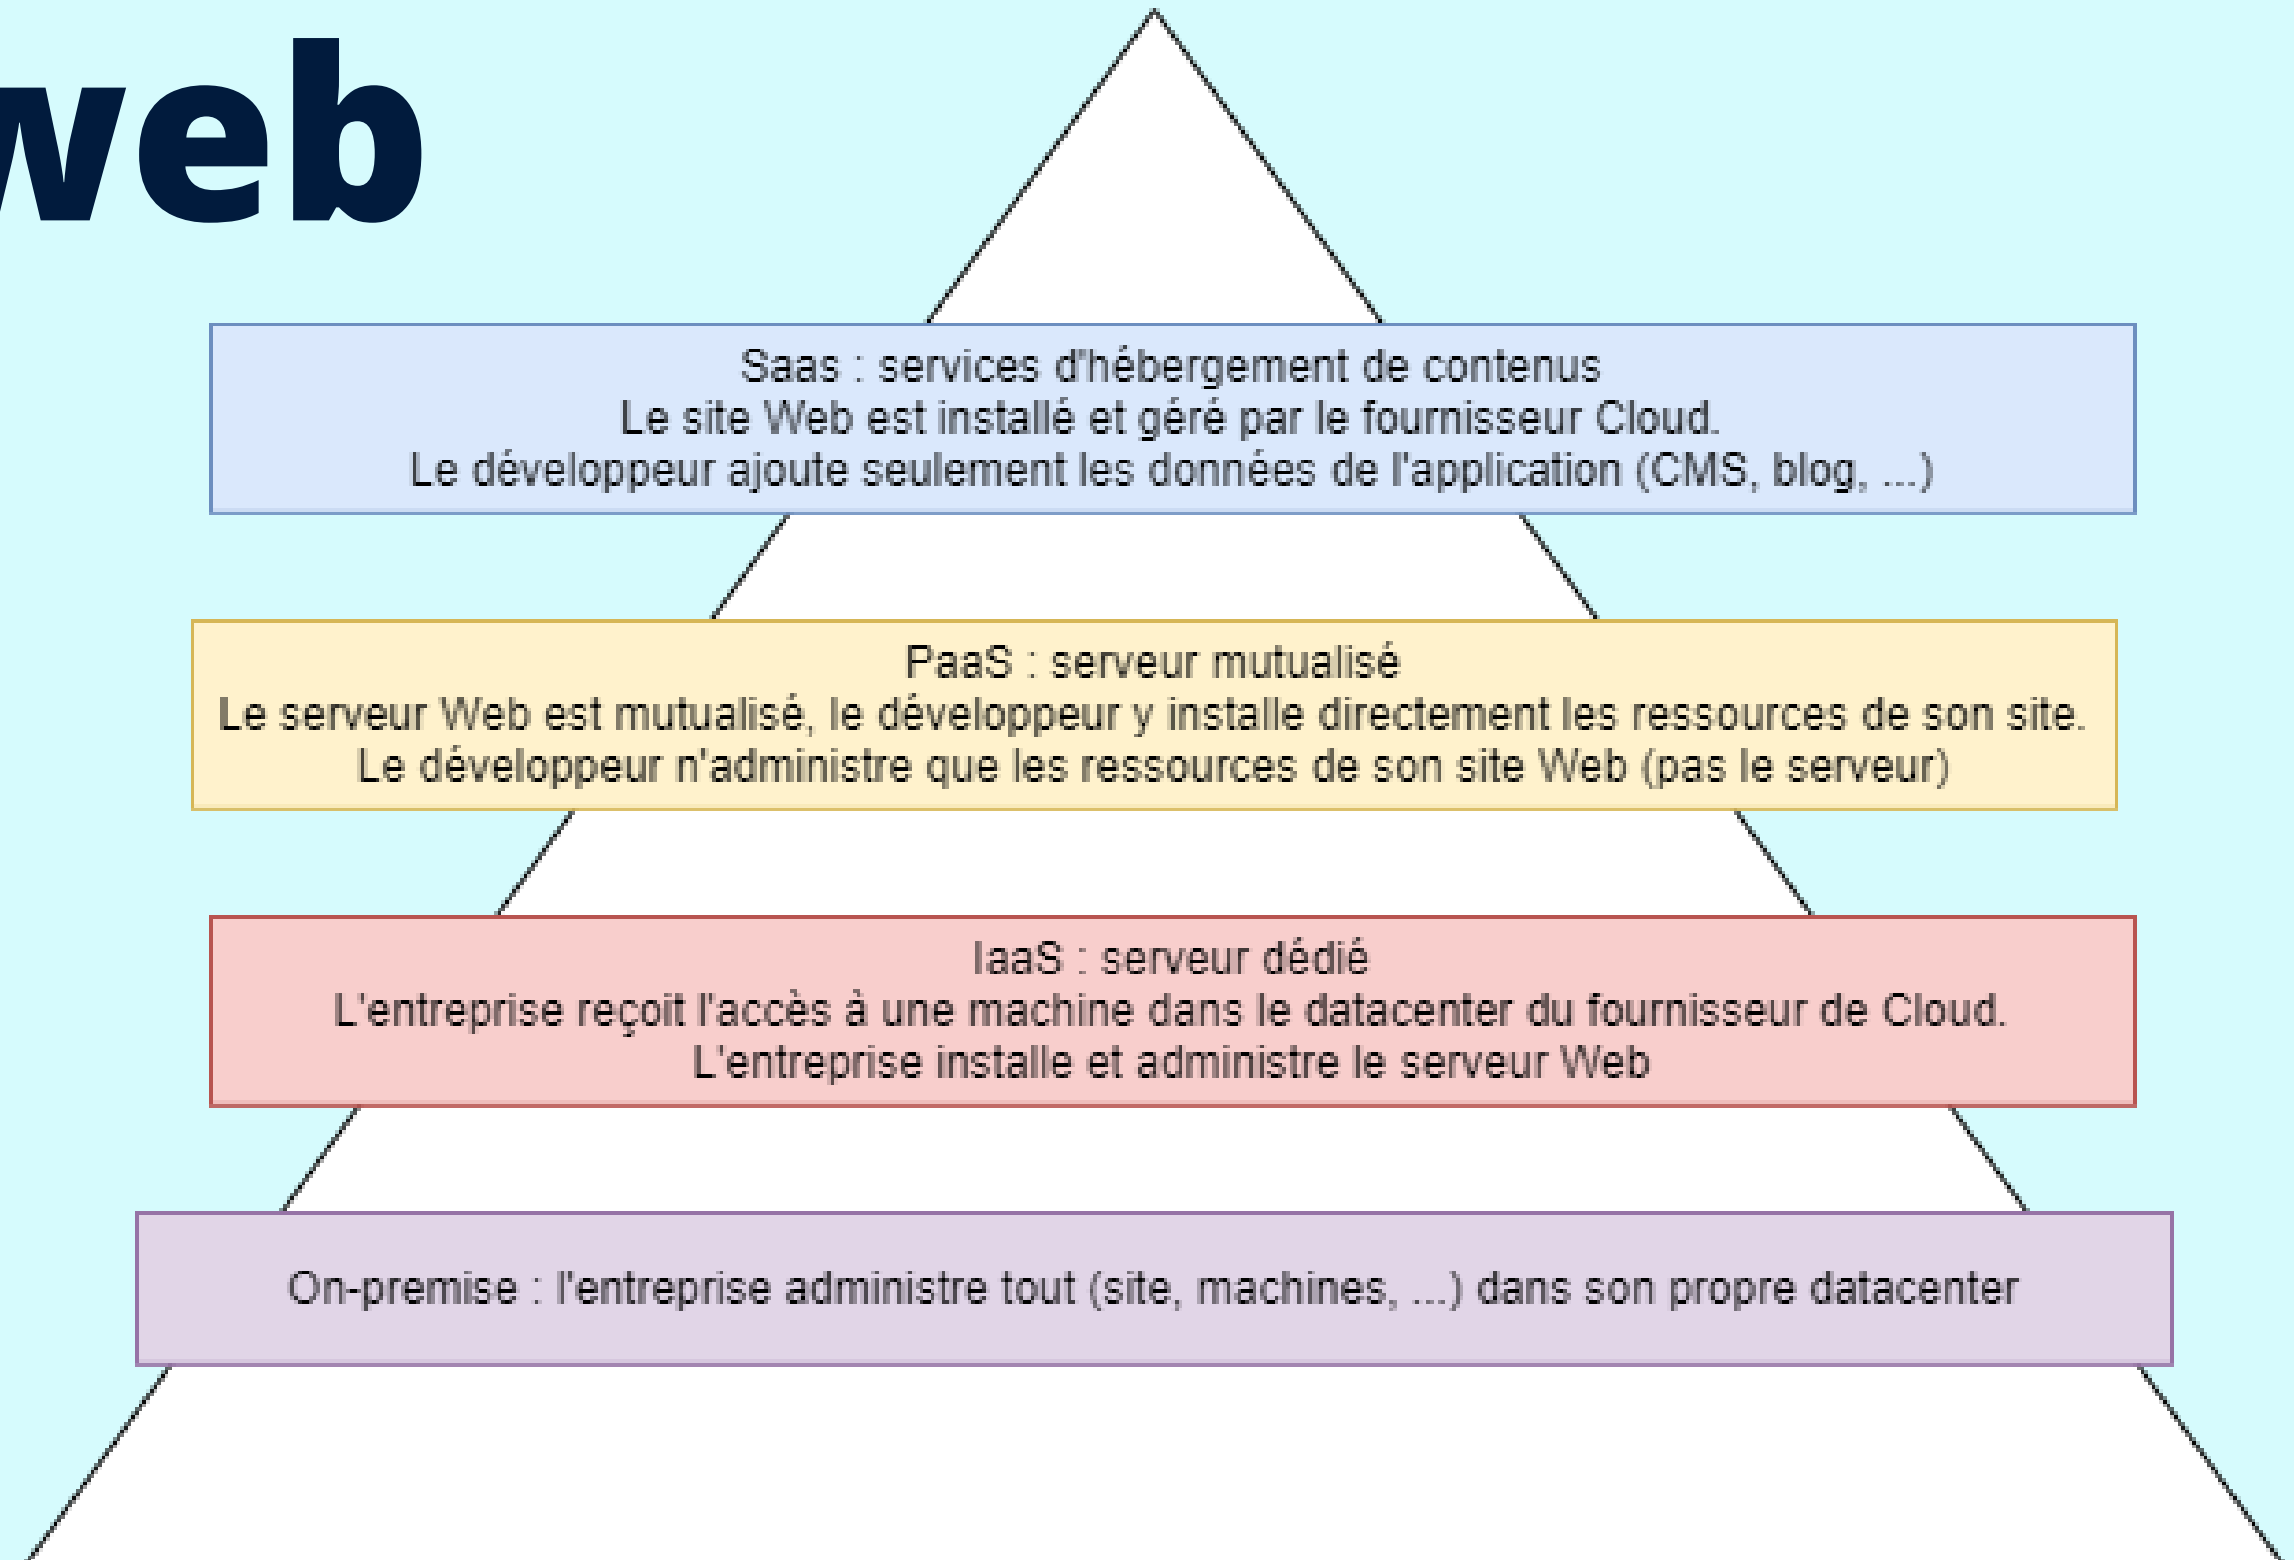 web
Saas : services d'hébergement de contenus
Le site Web est installé et géré par le fournisseur Cloud.
Le développeur ajoute seulement les données de l'application (CMS, blog, ...)
PaaS : serveur mutualisé
Le serveur Web est mutualisé, le développeur y installe directement les ressources de son site.
Le développeur n'administre que les ressources de son site Web (pas le serveur)
IaaS : serveur dédié
L'entreprise reçoit l'accès à une machine dans le datacenter du fournisseur de Cloud.
L'entreprise installe et administre le serveur Web
On-premise : l'entreprise administre tout (site, machines, ...) dans son propre datacenter